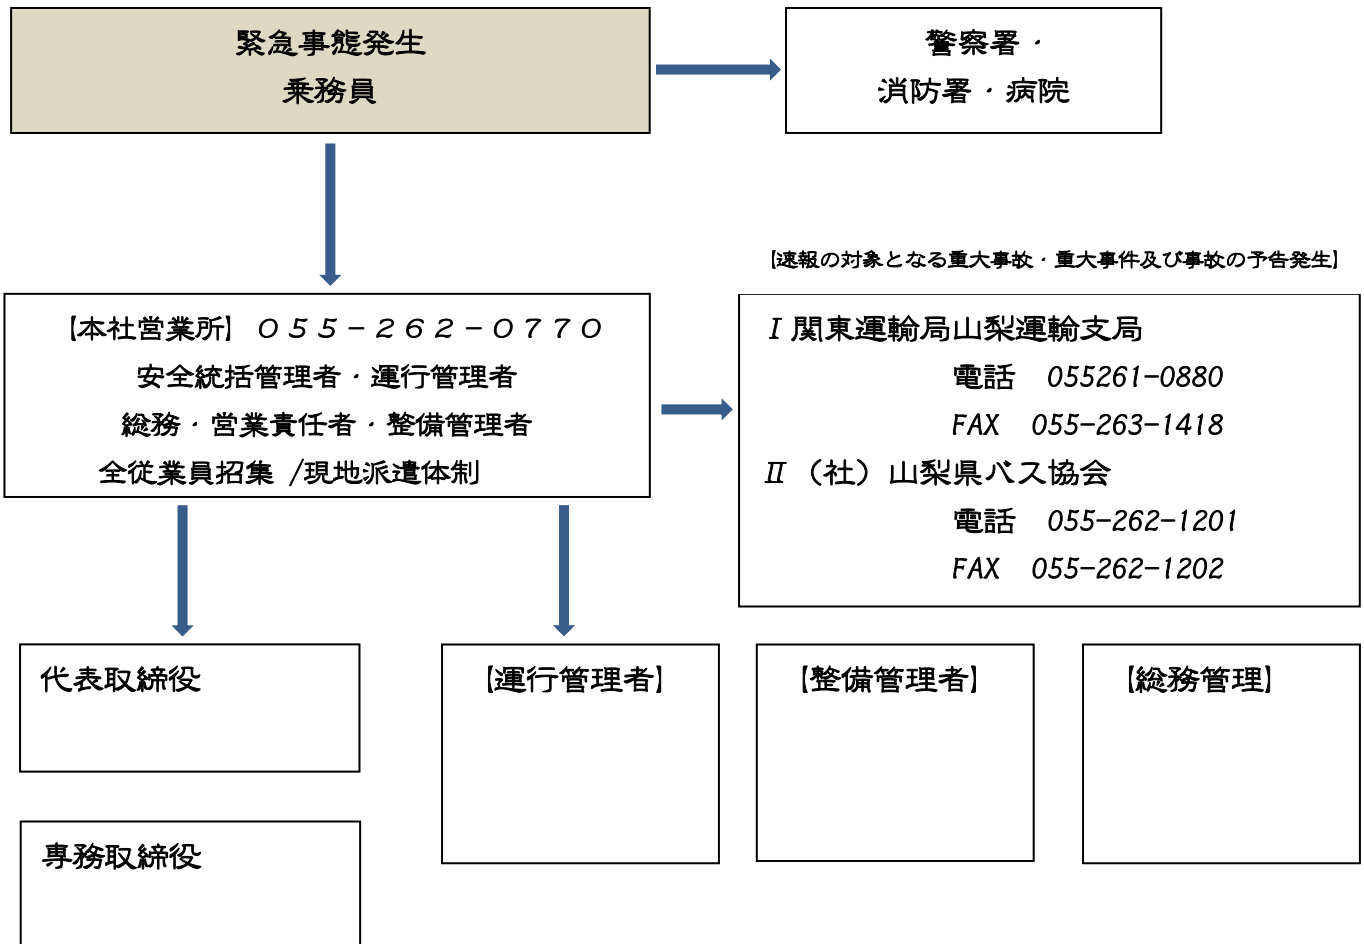 緊急事態発生
乗務員
警察署・
消防署・病院
【速報の対象となる重大事故・重大事件及び事故の予告発生】
【本社営業所】０５５－２６２－０７７０
安全統括管理者・運行管理者
総務・営業責任者・整備管理者
全従業員招集 /現地派遣体制
Ⅰ関東運輸局山梨運輸支局
電話　055261-0880
FAX　055-263-1418
Ⅱ（社）山梨県バス協会
電話　055-262-1201
FAX　055-262-1202
代表取締役
【運行管理者】
【整備管理者】
【総務管理】
専務取締役